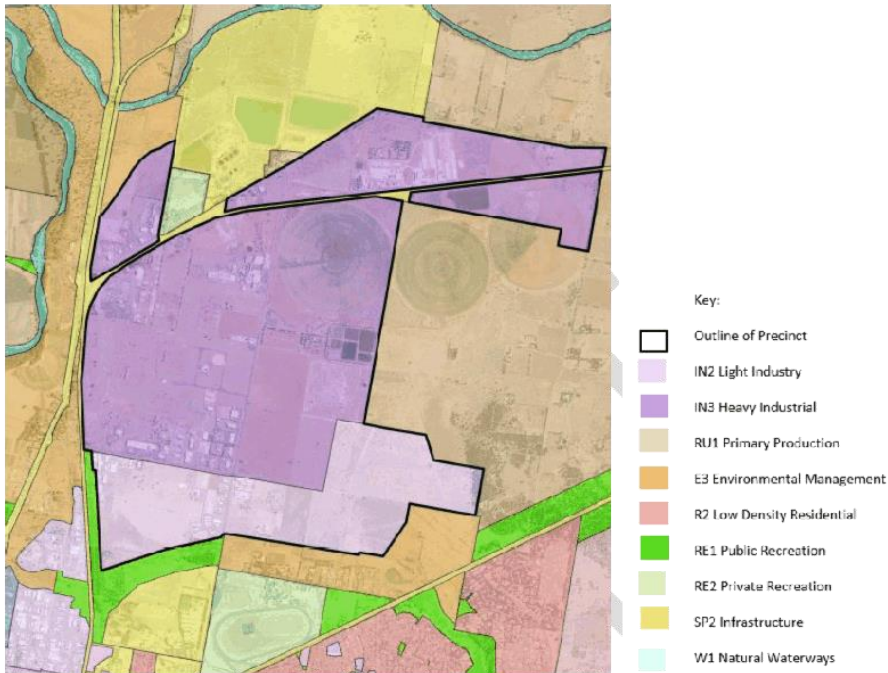 Key:
Outline of Precinct
IN2 Light Industry
IN3 Heavy Industrial
RU1 Primary Production
E3 Environmental Management
R2 Low Density Residential
RE1 Public Recreation
RE2 Private Recreation
SP2 Infrastructure
W1 Natural Waterways